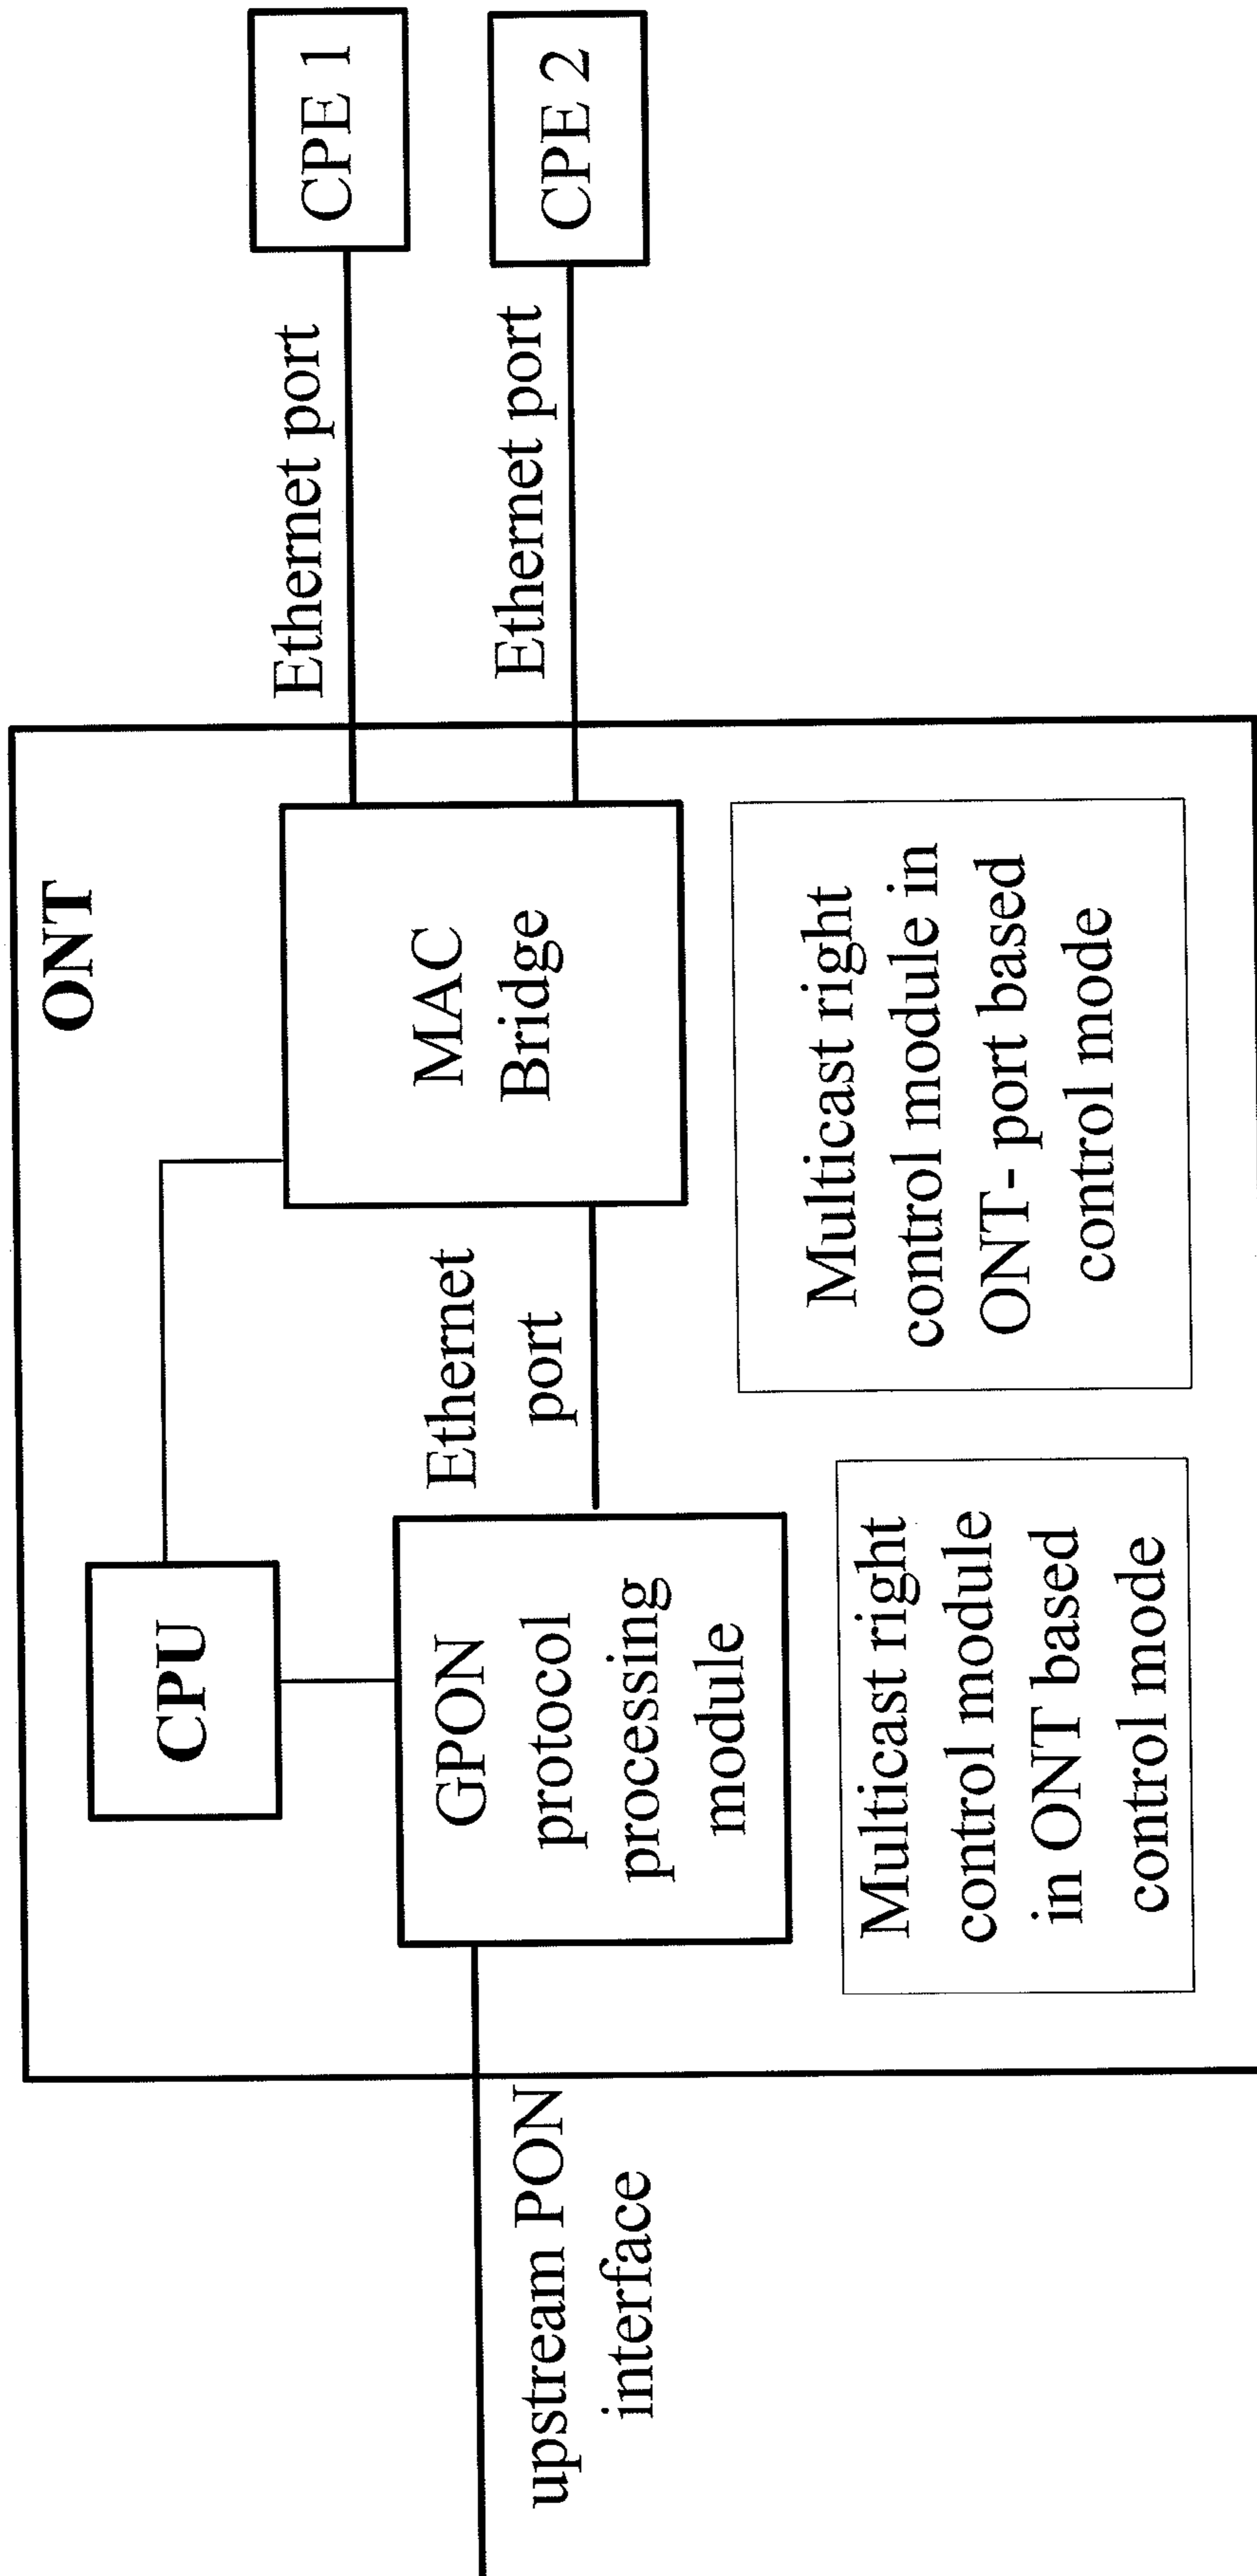 ONT
CPU
GPON
protocol
processing
module
Ethernet
port
MAC
Bridge
Ethernet port
CPE 1
Ethernet port
CPE 2
upstream PON
interface
Multicast right
control module
in ONT based
control mode
Multicast right
control module in
ONT- port based
control mode